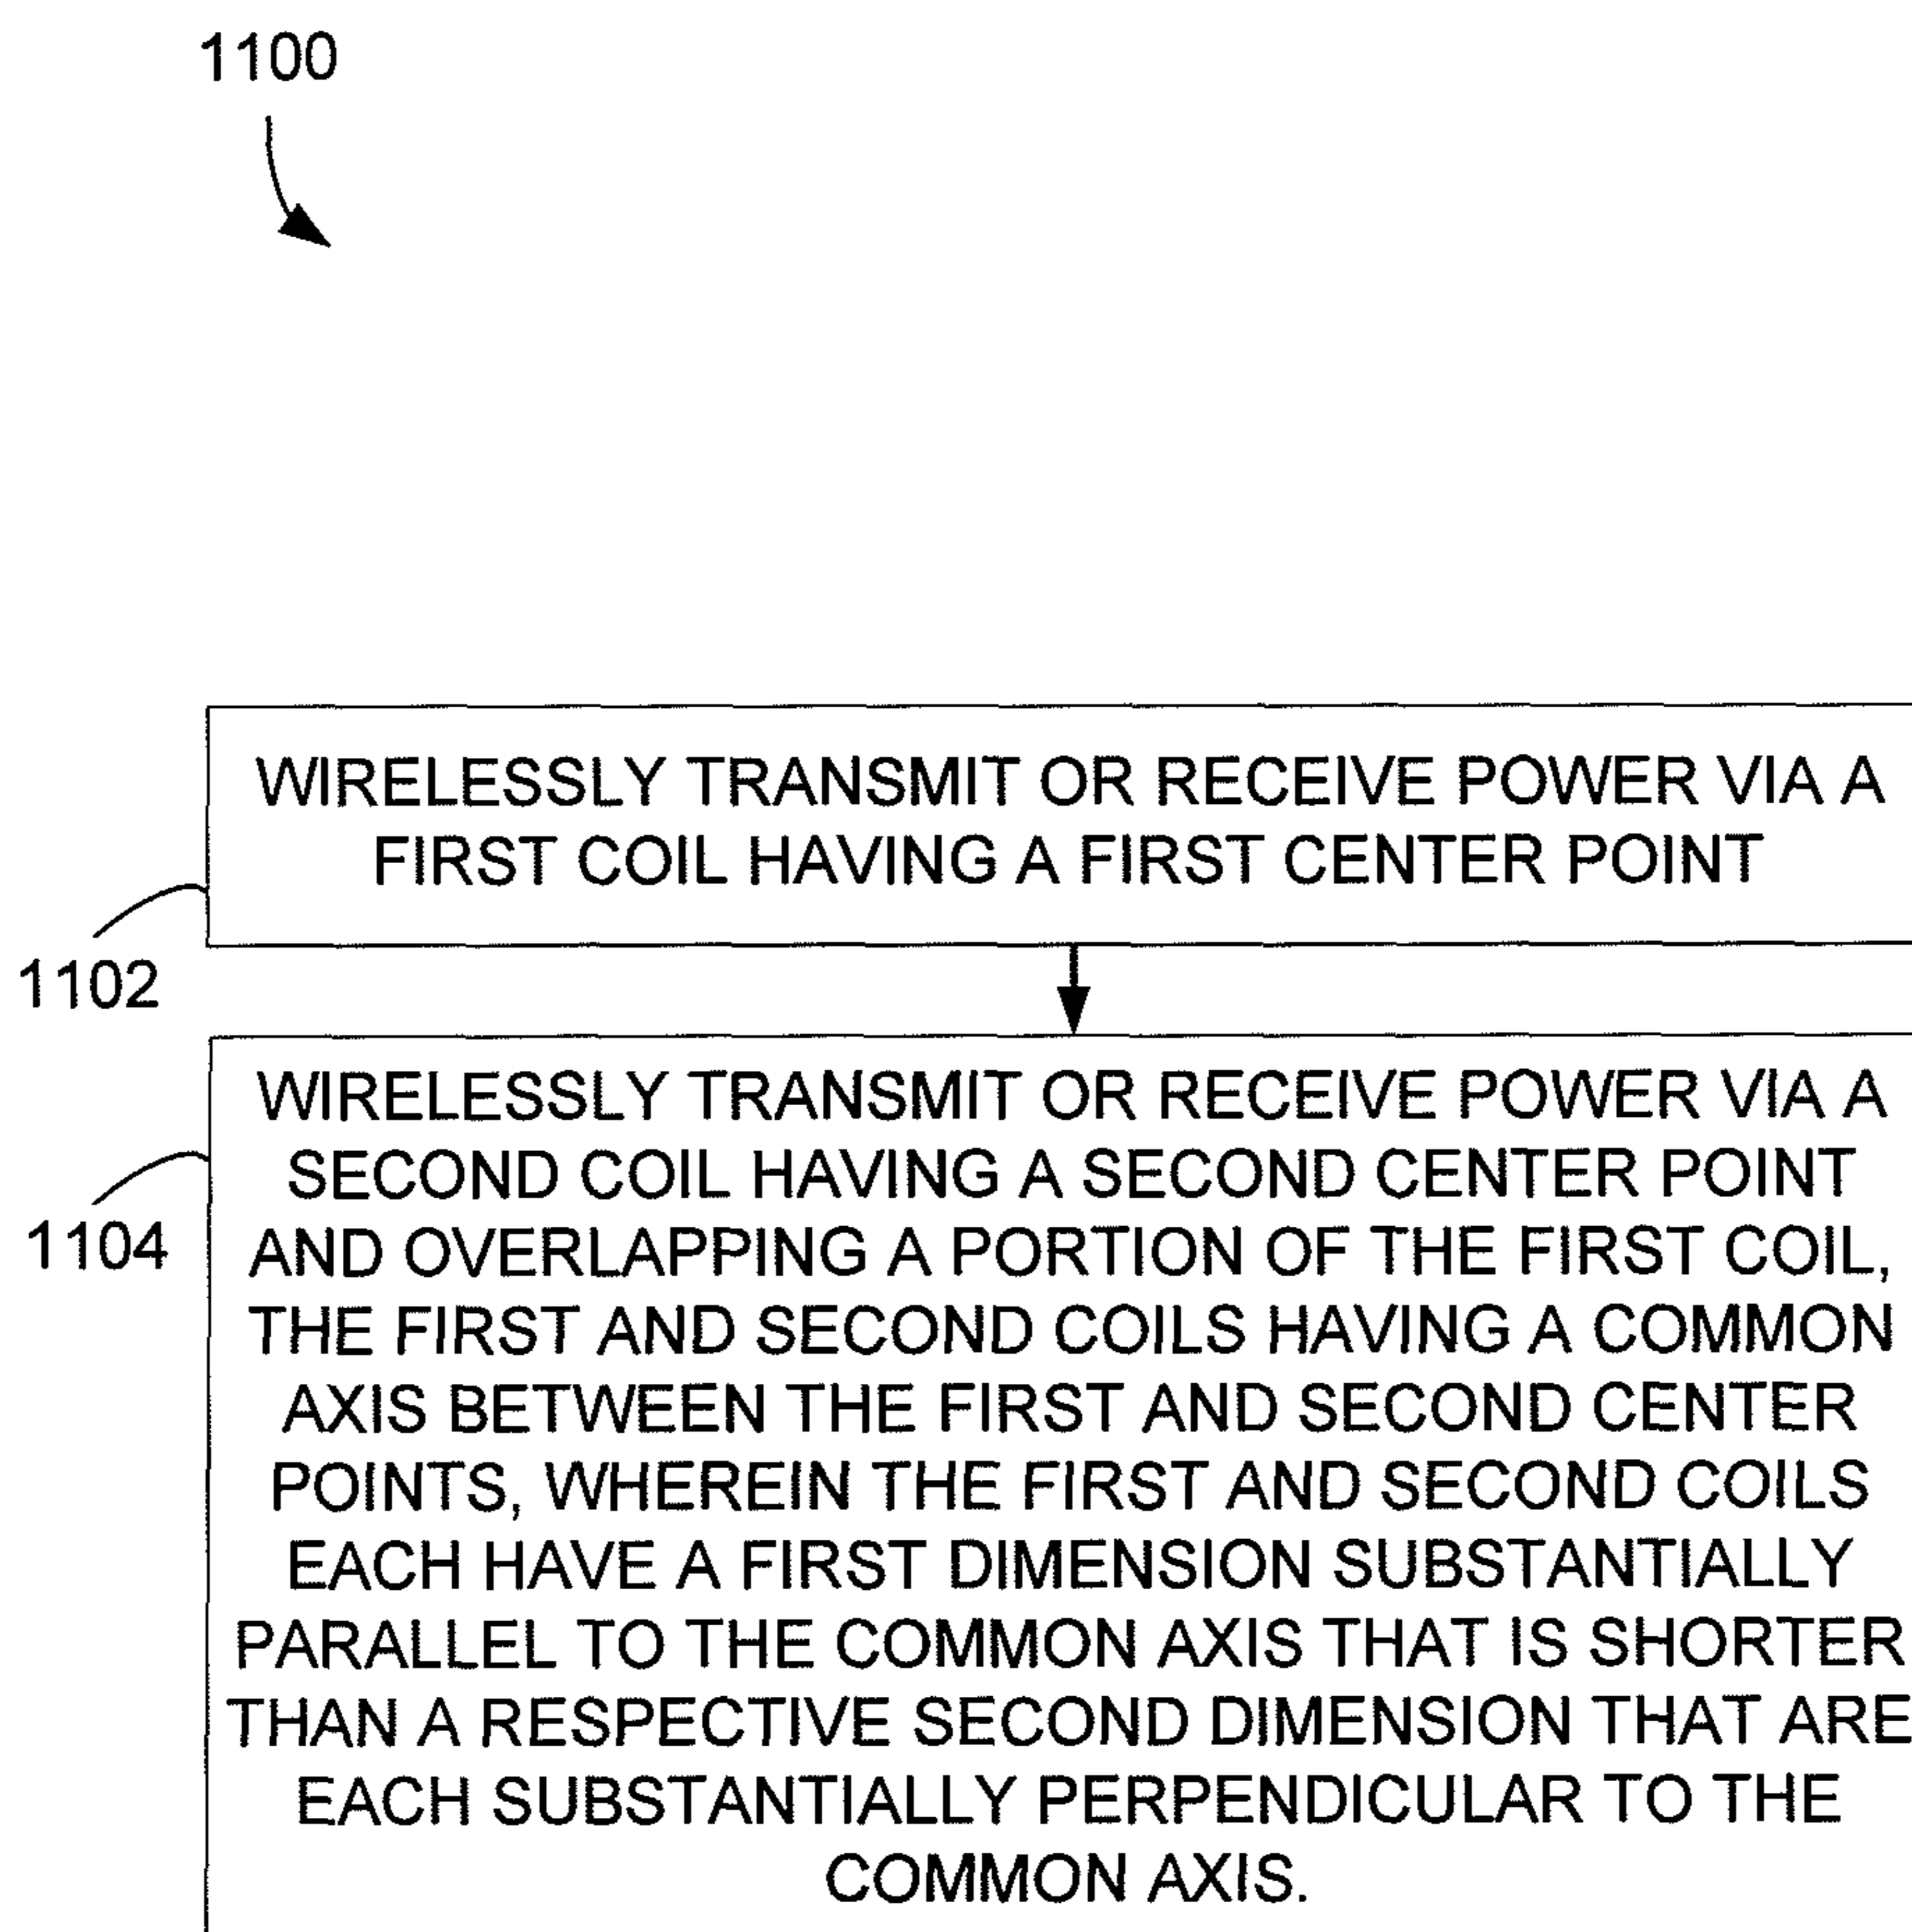 1100
WIRELESSLY TRANSMIT OR RECEIVE POWER VIA A
FIRST COIL HAVING A FIRST CENTER POINT
1102
WIRELESSLY TRANSMIT OR RECEIVE POWER VIA A
SECOND COIL HAVING A SECOND CENTER POINT
AND OVERLAPPING A PORTION OF THE FIRST COIL,
THE FIRST AND SECOND COILS HAVING A COMMON
AXIS BETWEEN THE FIRST AND SECOND CENTER
POINTS, WHEREIN THE FIRST AND SECOND COILS
EACH HAVE A FIRST DIMENSION SUBSTANTIALLY
PARALLEL TO THE COMMON AXIS THAT IS SHORTER
THAN A RESPECTIVE SECOND DIMENSION THAT ARE
EACH SUBSTANTIALLY PERPENDICULAR TO THE
COMMON AXIS.
1104